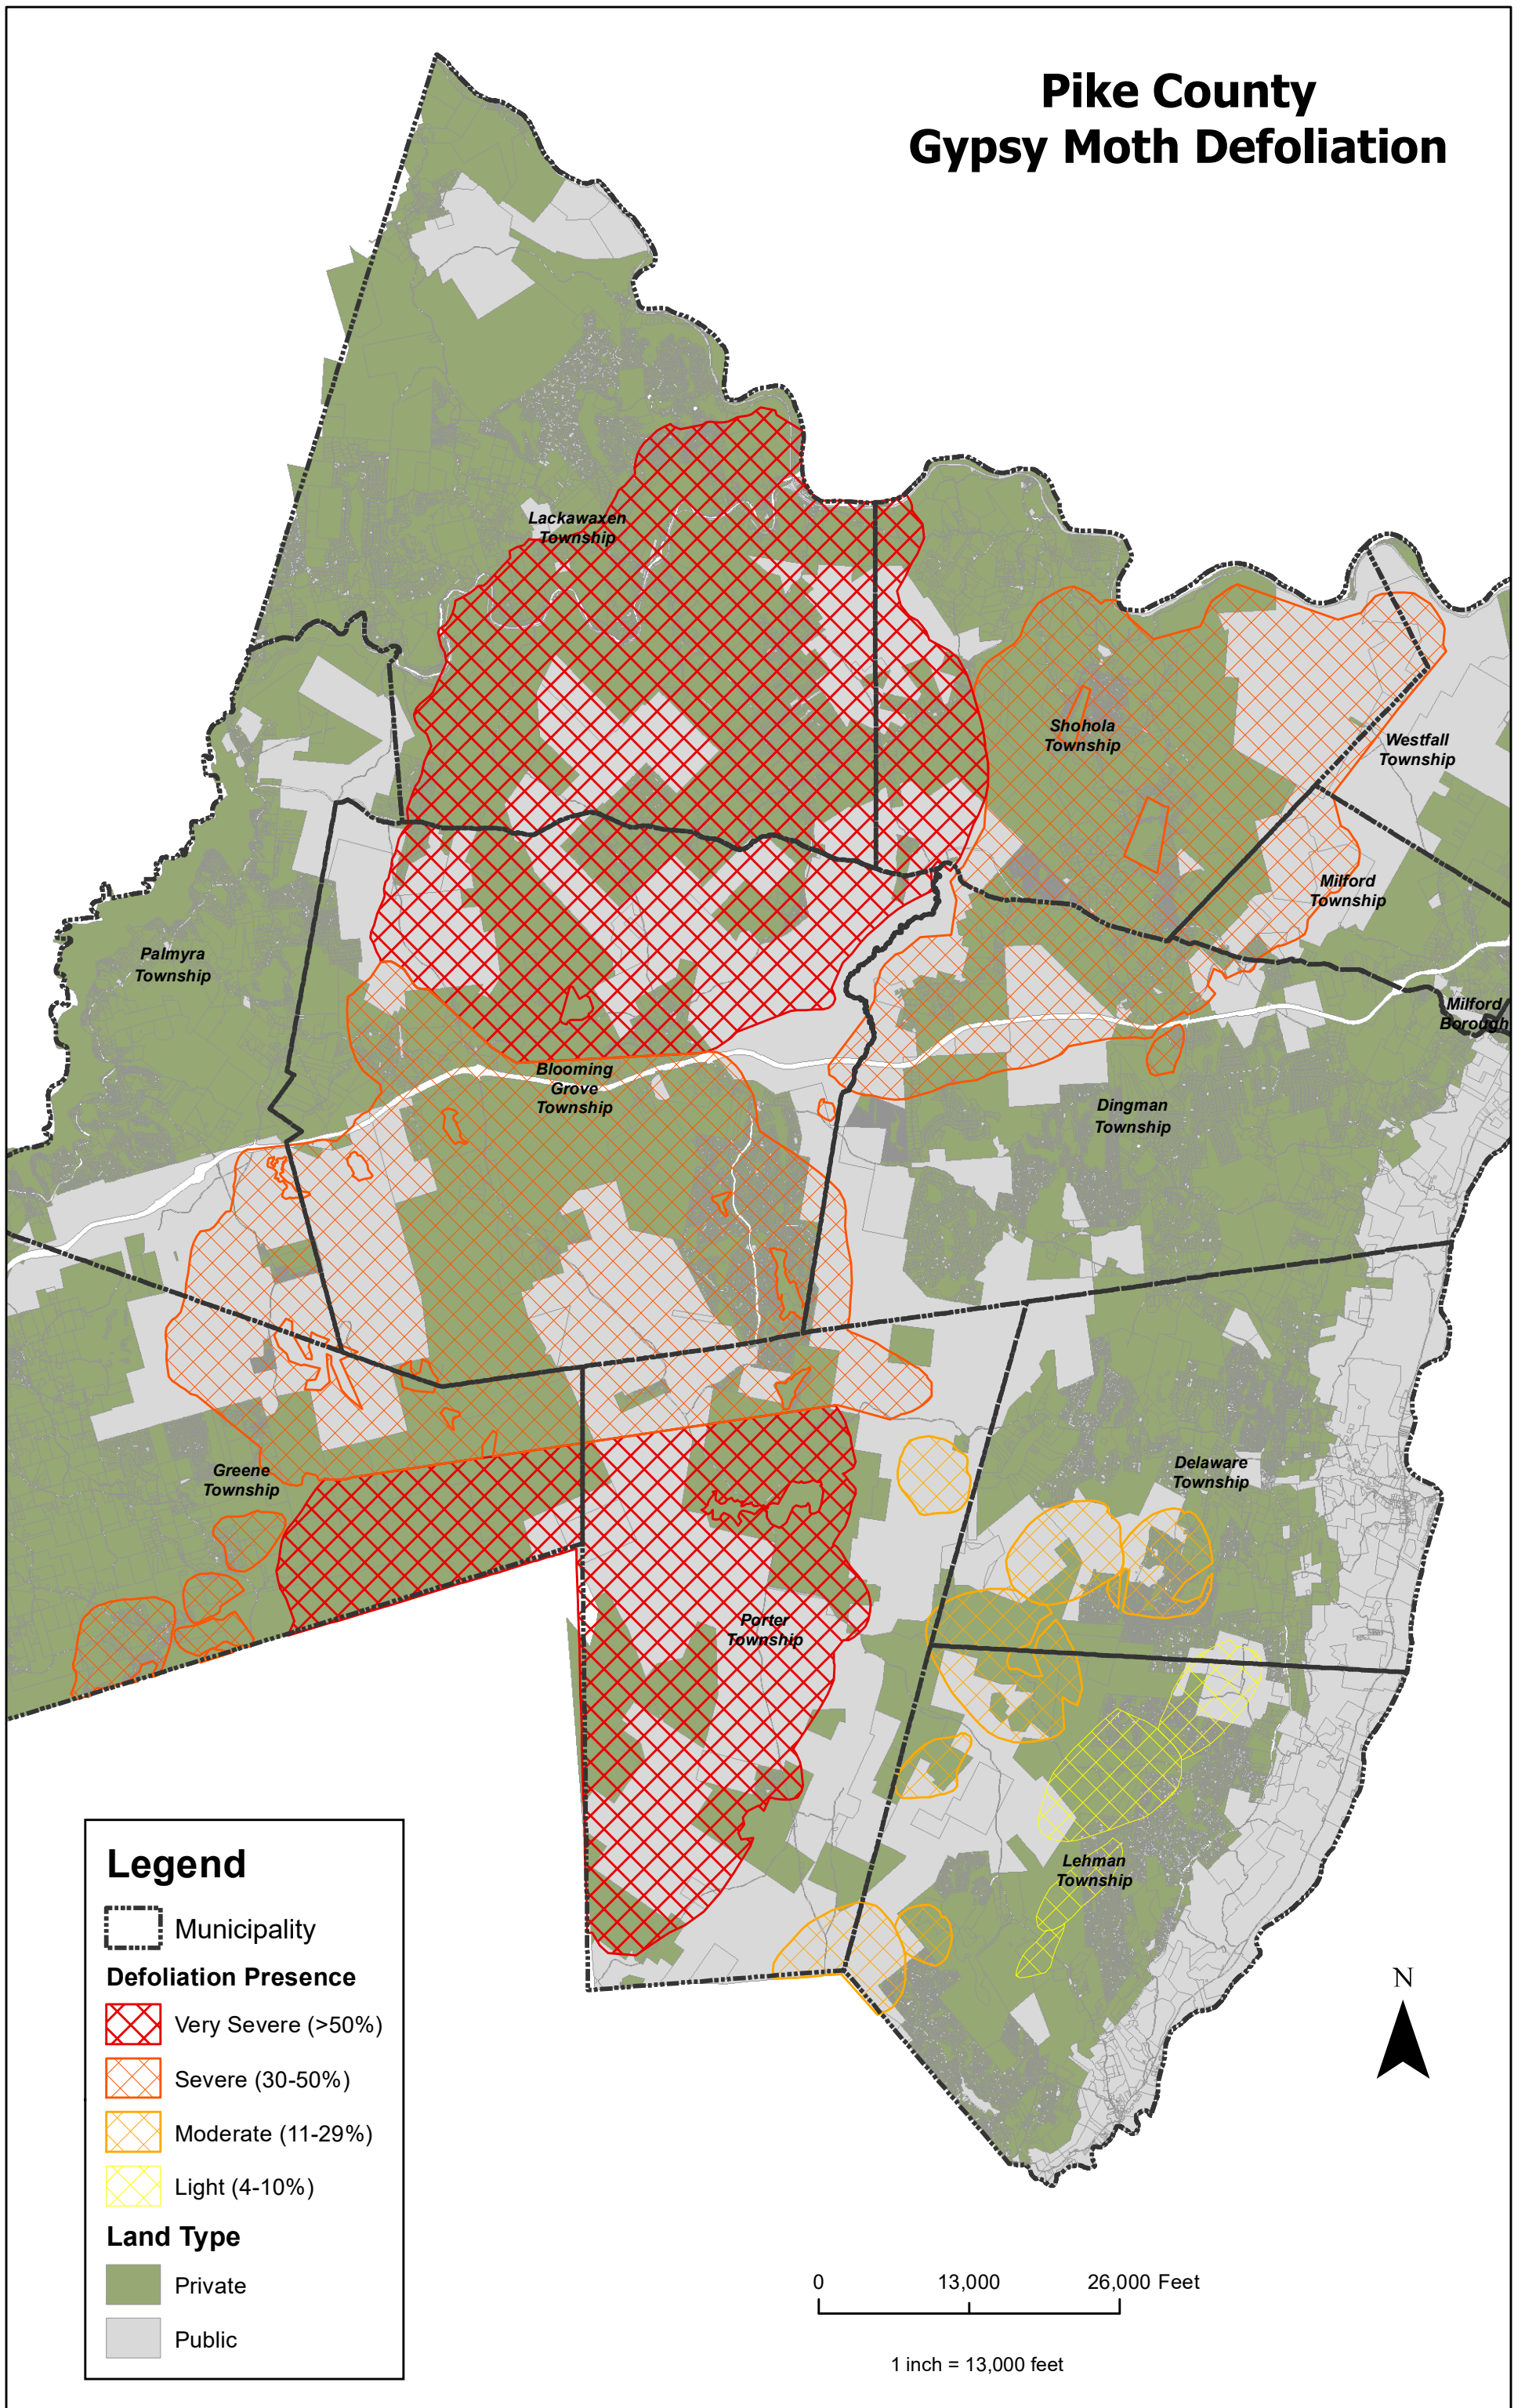 Pike County
Gypsy Moth Defoliation
Lackawaxen
Township
Shohola
Township
Westfall
Township
Milford
Township
Palmyra
Township
Milford
Borough
Blooming
Grove
Township
Dingman
Township
Greene
Township
Delaware
Township
Porter
Township
Lehman
Township
Legend
Municipality
Defoliation Presence
Very Severe (>50%)
Severe (30-50%)
Moderate (11-29%)
Light (4-10%)
Land Type
Private
Public
N
0 13,000 26,000 Feet
1 inch = 13,000 feet